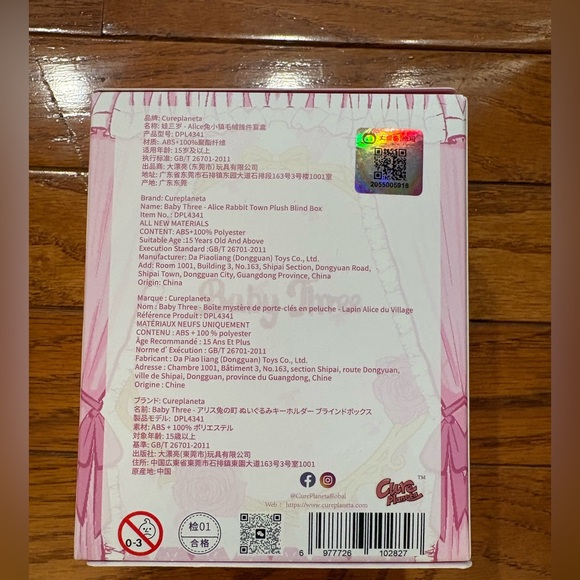 品牌: Cureplaneta
名称: 娃三岁 - Alice兔小镇毛绒挂件盲盒
产品型号: DPL4341
材质: ABS+100%聚酯纤维
适用年龄: 15岁及以上
执行标准: GB/T 26701-2011
出品商: 大漂亮(东莞市)玩具有限公司
地址: 广东省东莞市石排镇东园大道石排段163号3号楼1001室
产地: 广东东莞
2055005916
Brand: Cureplaneta
Name: Baby Three - Alice Rabbit Town Plush Blind Box
Item No. : DPL4341
ALL NEW MATERIALS
CONTENT: ABS+100% Polyester
Suitable Age :15 Years Old And Above
Execution Standard :GB/T 26701-2011
Manufacturer: Da Piaoliang (Dongguan) Toys Co., Ltd.
Add: Room 1001, Building 3, No.163, Shipai Section, Dongyuan Road,
Shipai Town, Dongguan City, Guangdong Province, China
Origin: China
Baby Three
Marque : Cureplaneta
Nom : Baby Three - Boîte mystère de porte-clés en peluche - Lapin Alice du Village
Référence Produit : DPL4341
MATÉRIAUX NEUFS UNIQUEMENT
CONTENU : ABS + 100 % polyester
Âge Recommandé : 15 Ans Et Plus
Norme d' Exécution : GB/T 26701-2011
Fabricant : Da Piao liang (Dongguan) Toys Co., Ltd.
Adresse : Chambre 1001, Bâtiment 3, No.163, section Shipai, route Dongyuan,
ville de Shipai, Dongguan, province du Guangdong, Chine
Origine : Chine
ブランド: Cureplaneta
名前: Baby Three - アリス兔の町 ぬいぐるみキーホルダー ブラインドボックス
製品モデル: DPL4341
素材: ABS + 100% ポリエステル
対象年齢: 15歳以上
基準: GB/T 26701-2011
出版社: 大漂亮(東莞市)玩具有限公司
住所: 中国広東省東莞市石排镇東園大道163号3号室1001
原産地: 中国
@CurePlanetaGlobal
Web : https://www.cureplaneta.com
Cure Planeta TM
0-3
检01
合格
6 977726 102827